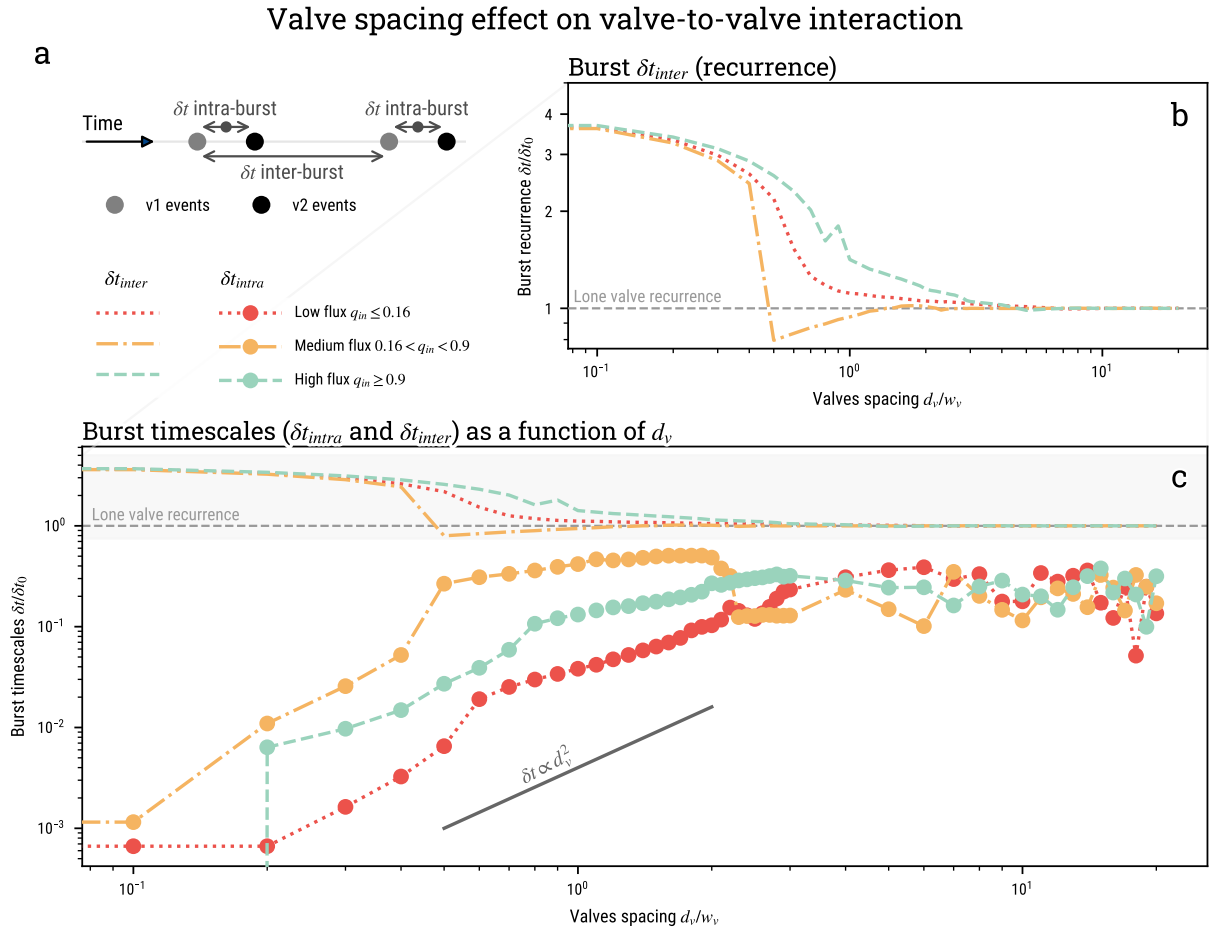 Valve spacing effect on valve-to-valve interaction
a
δt intra-burst δt intra-burst
Time
δt inter-burst
v1 events v2 events
δt_inter δt_intra
Low flux q_in ≤ 0.16
Medium flux 0.16 < q_in < 0.9
High flux q_in ≥ 0.9
Burst δt_inter (recurrence)
b
Burst recurrence δt/δt_0
4
3
2
1
Lone valve recurrence
10^-1 10^0 10^1
Valves spacing d_v/w_v
Burst timescales (δt_intra and δt_inter) as a function of d_v
c
Burst timescales δt/δt_0
Lone valve recurrence
10^0
10^-1
10^-2
10^-3
δt ∝ d_v^2
10^-1 10^0 10^1
Valves spacing d_v/w_v